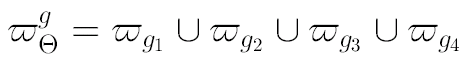 ϖ_Θ^g = ϖ_{g_1} ∪ ϖ_{g_2} ∪ ϖ_{g_3} ∪ ϖ_{g_4}